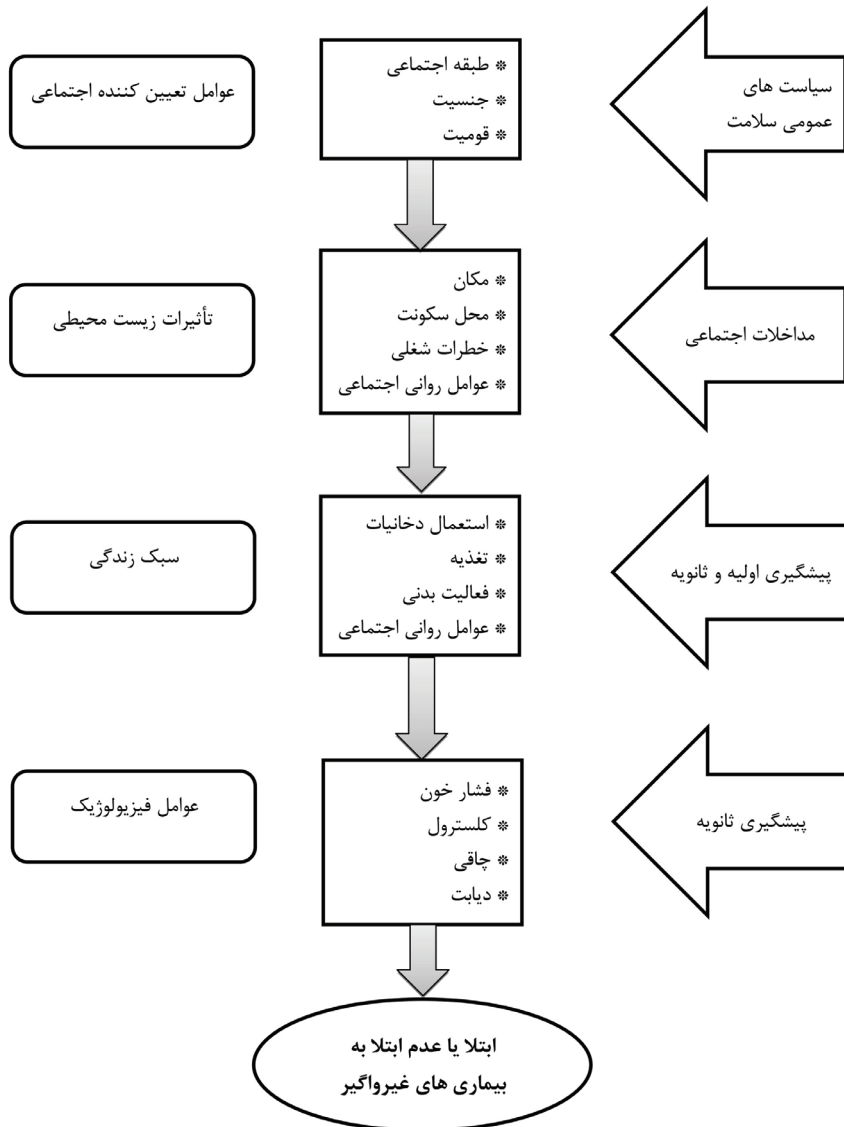 سیاست های
عمومی سلامت
❊ طبقه اجتماعی
❊ جنسیت
❊ قومیت
عوامل تعیین کننده اجتماعی
مداخلات اجتماعی
❊ مکان
❊ محل سکونت
❊ خطرات شغلی
❊ عوامل روانی اجتماعی
تأثیرات زیست محیطی
پیشگیری اولیه و ثانویه
❊ استعمال دخانیات
❊ تغذیه
❊ فعالیت بدنی
❊ عوامل روانی اجتماعی
سبک زندگی
پیشگیری ثانویه
❊ فشار خون
❊ کلسترول
❊ چاقی
❊ دیابت
عوامل فیزیولوژیک
ابتلا یا عدم ابتلا به
بیماری های غیرواگیر